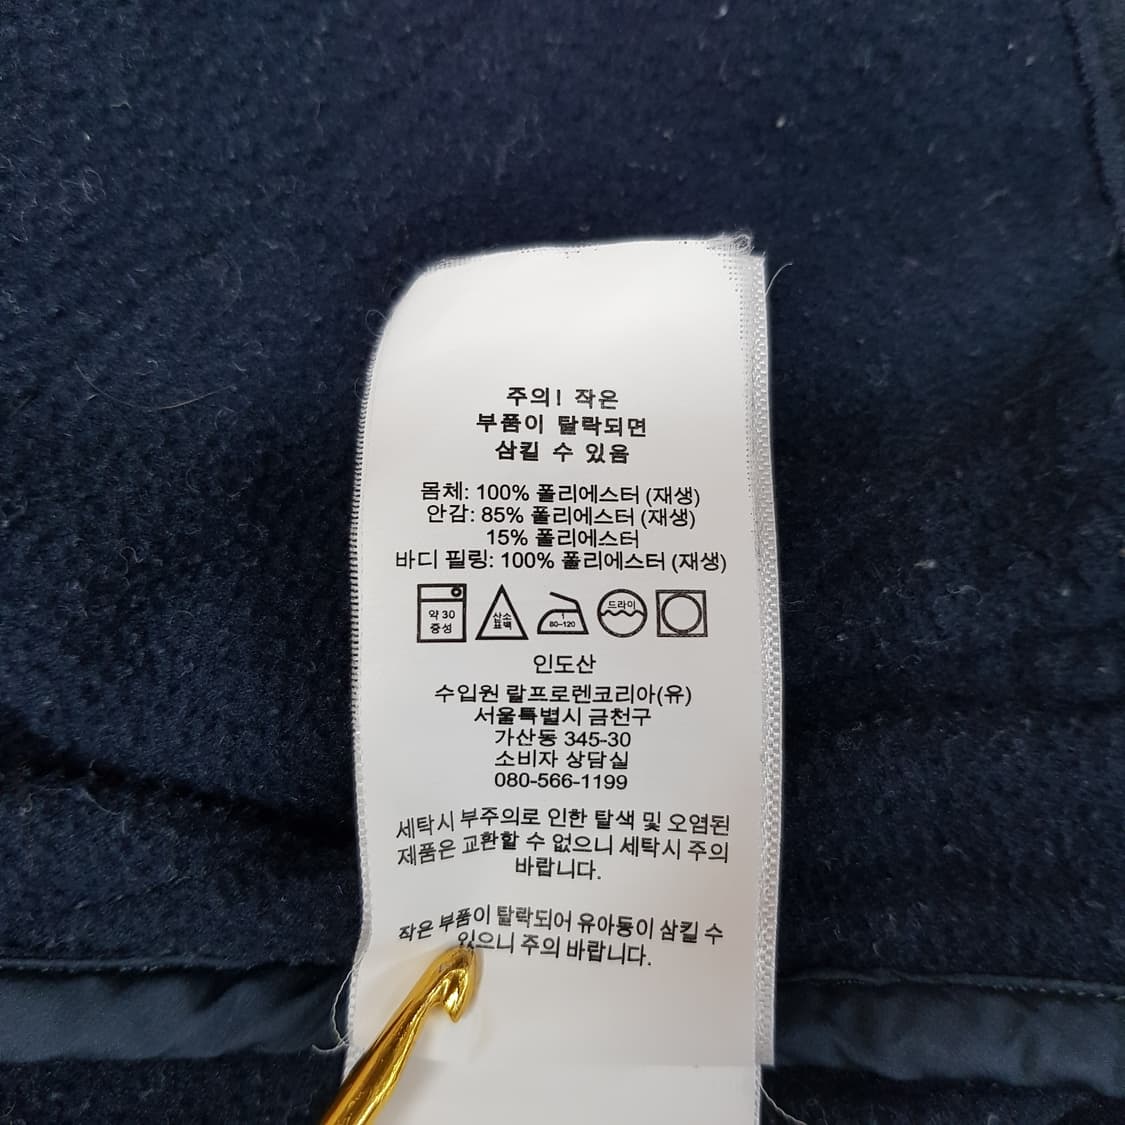 주의! 작은
부품이 탈락되면
삼킬 수 있음
몸체: 100% 폴리에스터 (재생)
안감: 85% 폴리에스터 (재생)
15% 폴리에스터
바디 필링: 100% 폴리에스터 (재생)
약 30
중성
산소
표백
1
80-120
드라이
인도산
수입원 랄프로렌코리아(유)
서울특별시 금천구
가산동 345-30
소비자 상담실
080-566-1199
세탁시 부주의로 인한 탈색 및 오염된
제품은 교환할 수 없으니 세탁시 주의
바랍니다.
작은 부품이 탈락되어 유아등이 삼킬 수
있으니 주의 바랍니다.